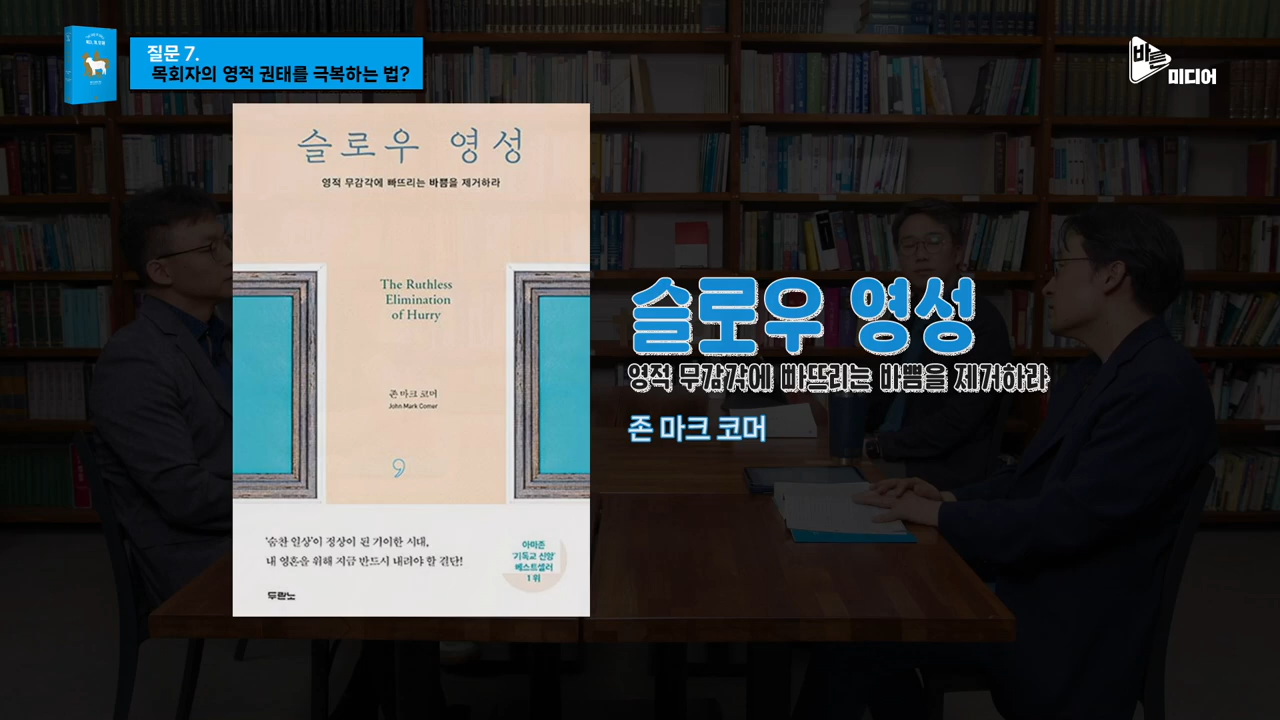 질문 7.
목회자의 영적 권태를 극복하는 법?
바른
미디어
슬로우 영성
영적 무감각에 빠뜨리는 바쁨을 제거하라
The Ruthless
Elimination
of Hurry
존 마크 코머
John Mark Comer
'숨찬 일상'이 정상이 된 기이한 시대,
내 영혼을 위해 지금 반드시 내려야 할 결단!
아마존
'기독교 신앙'
베스트셀러
1위
두란노
슬로우 영성
영적 무감각에 빠뜨리는 바쁨을 제거하라
존 마크 코머